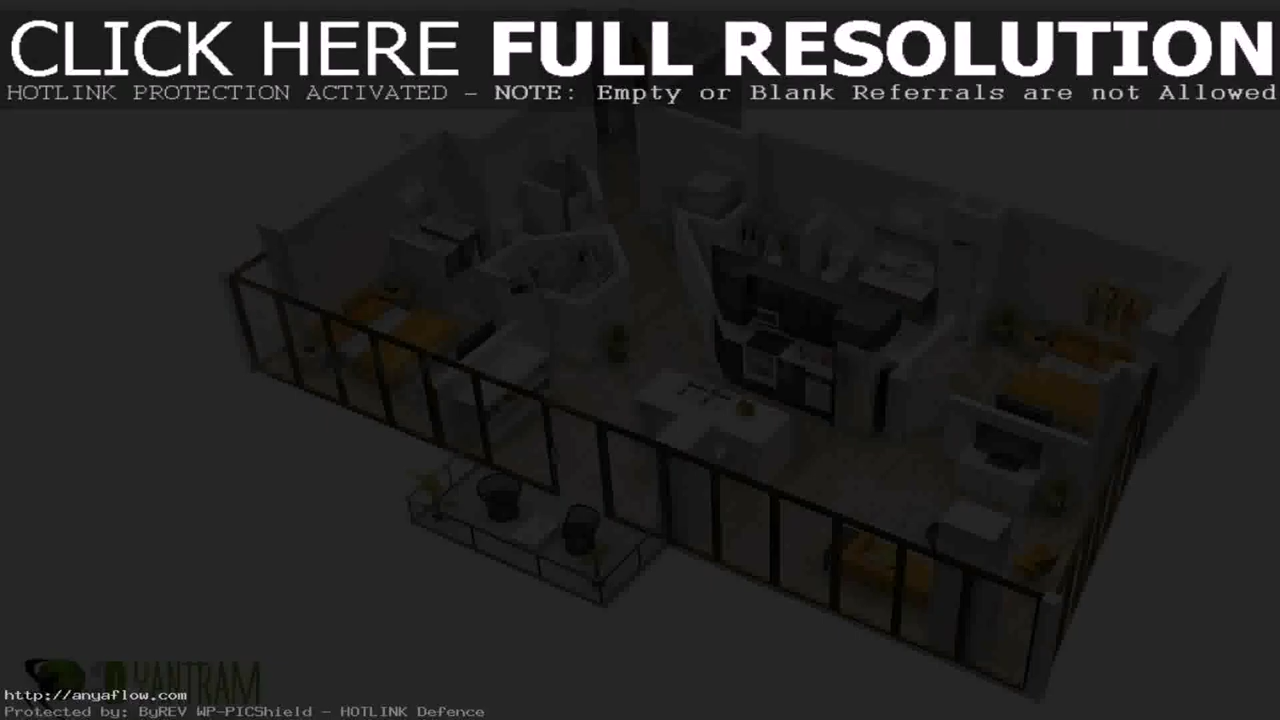 CLICK HERE FULL RESOLUTION
HOTLINK PROTECTION ACTIVATED – NOTE: Empty or Blank Referrals are not Allowed
YANTRAM
http://anyaflow.com
Protected by: ByREV WP-PICShield – HOTLINK Defence